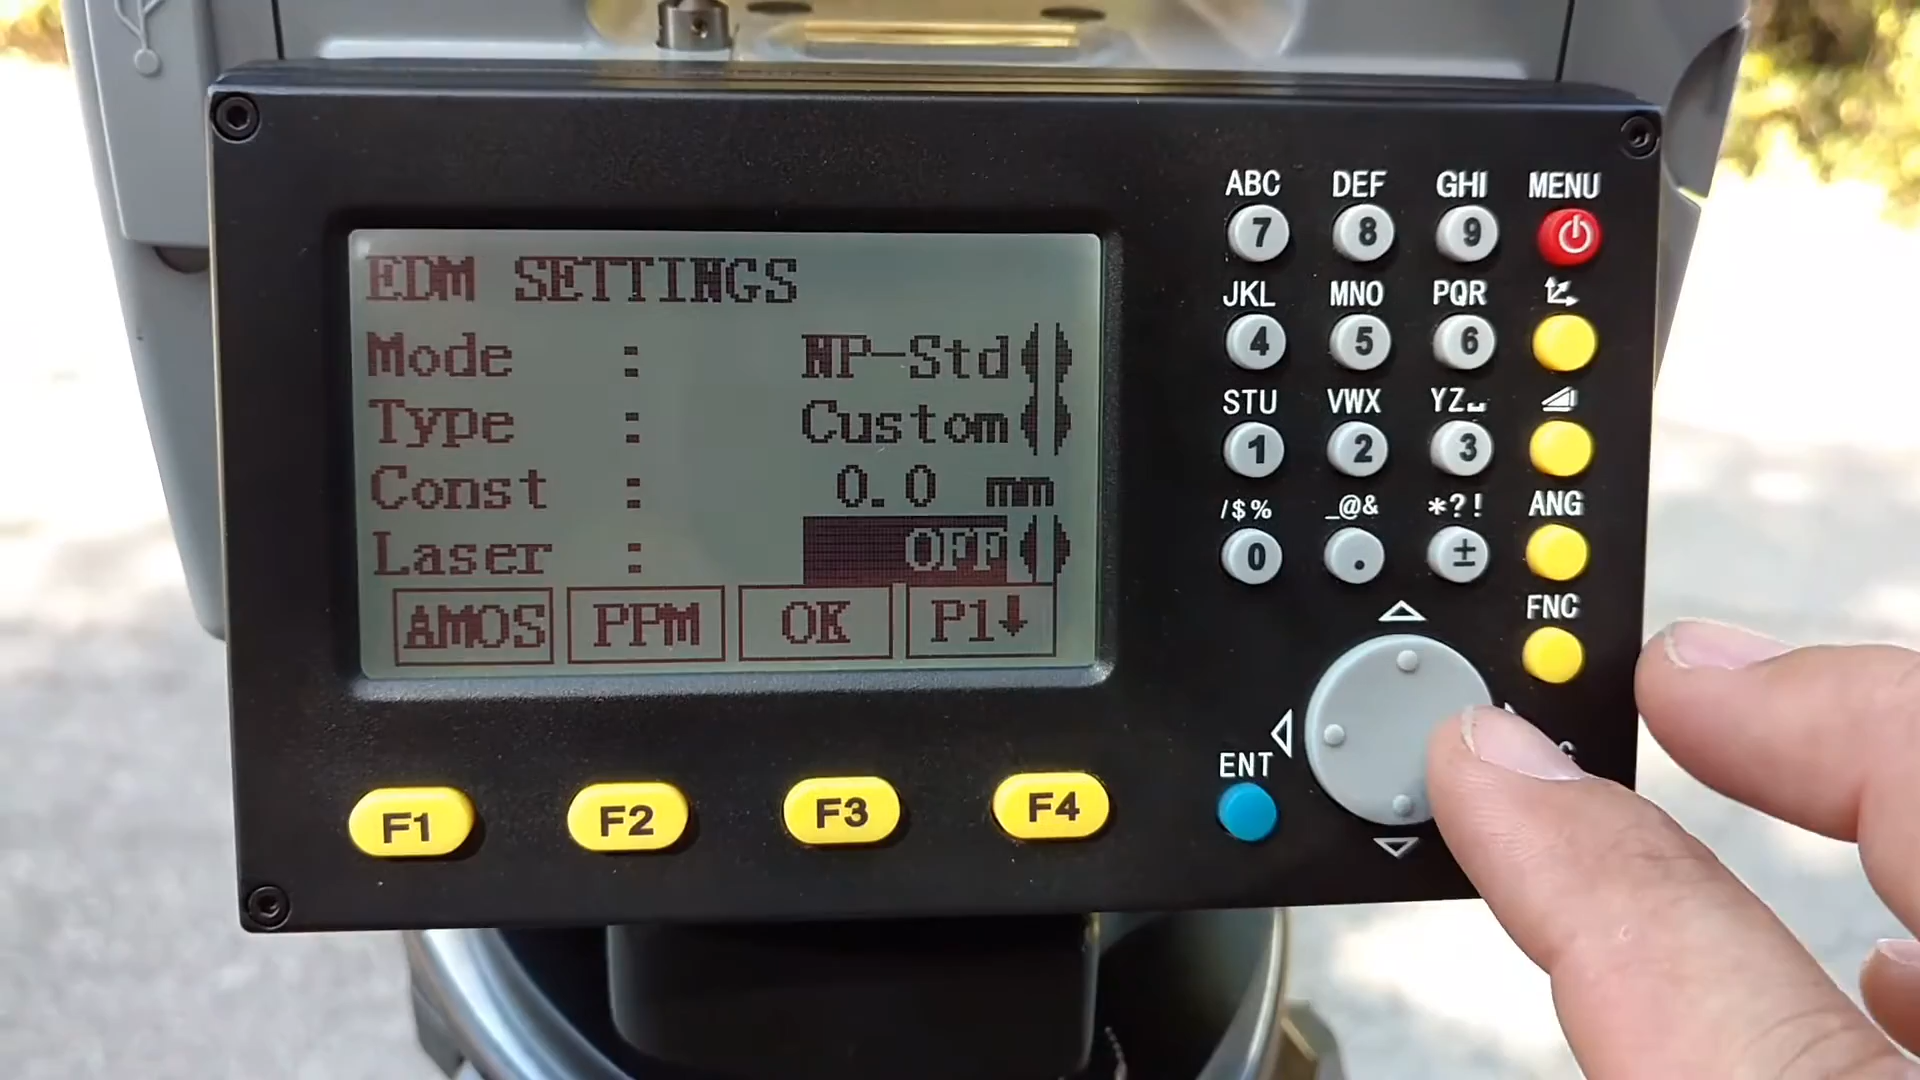 EDM SETTINGS
Mode : NP-Std
Type : Custom
Const : 0.0 mm
Laser : OFF
AMOS PPM OK P1↓
F1 F2 F3 F4
ABC DEF GHI MENU
7 8 9
JKL MNO PQR
4 5 6
STU VWX YZ␣
1 2 3
/$% _@& *?! ANG
0 . ±
FNC
ENT